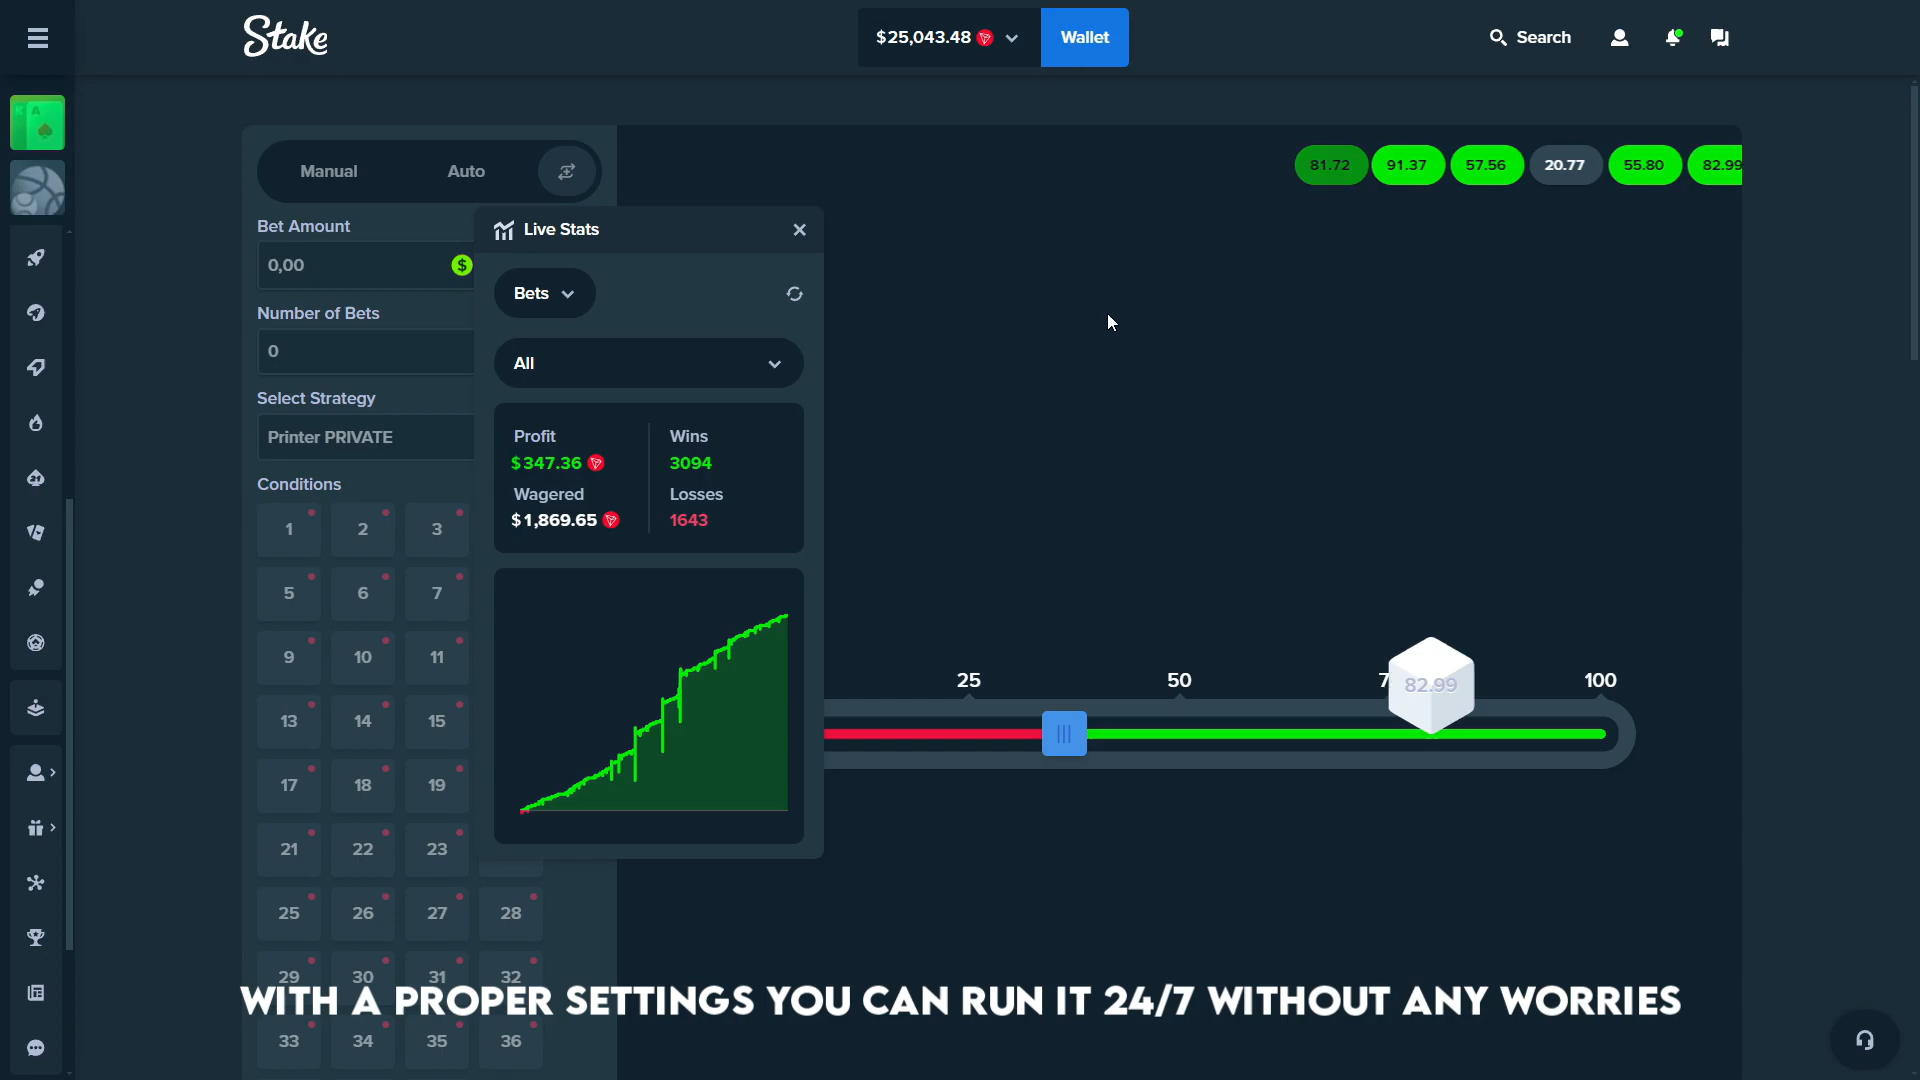 Stake
$25,043.48
Wallet
Search
K A
Manual
Auto
81.72
91.37
57.56
20.77
55.80
82.99
Bet Amount
0,00
$
Number of Bets
0
Select Strategy
Printer PRIVATE
Conditions
1 2 3
5 6 7
9 10 11
13 14 15
17 18 19
21 22 23
25 26 27 28
29 30 31 32
33 34 35 36
Live Stats
Bets
All
Profit
$347.36
Wins
3094
Wagered
$1,869.65
Losses
1643
25 50 7 100
82.99
WITH A PROPER SETTINGS YOU CAN RUN IT 24/7 WITHOUT ANY WORRIES